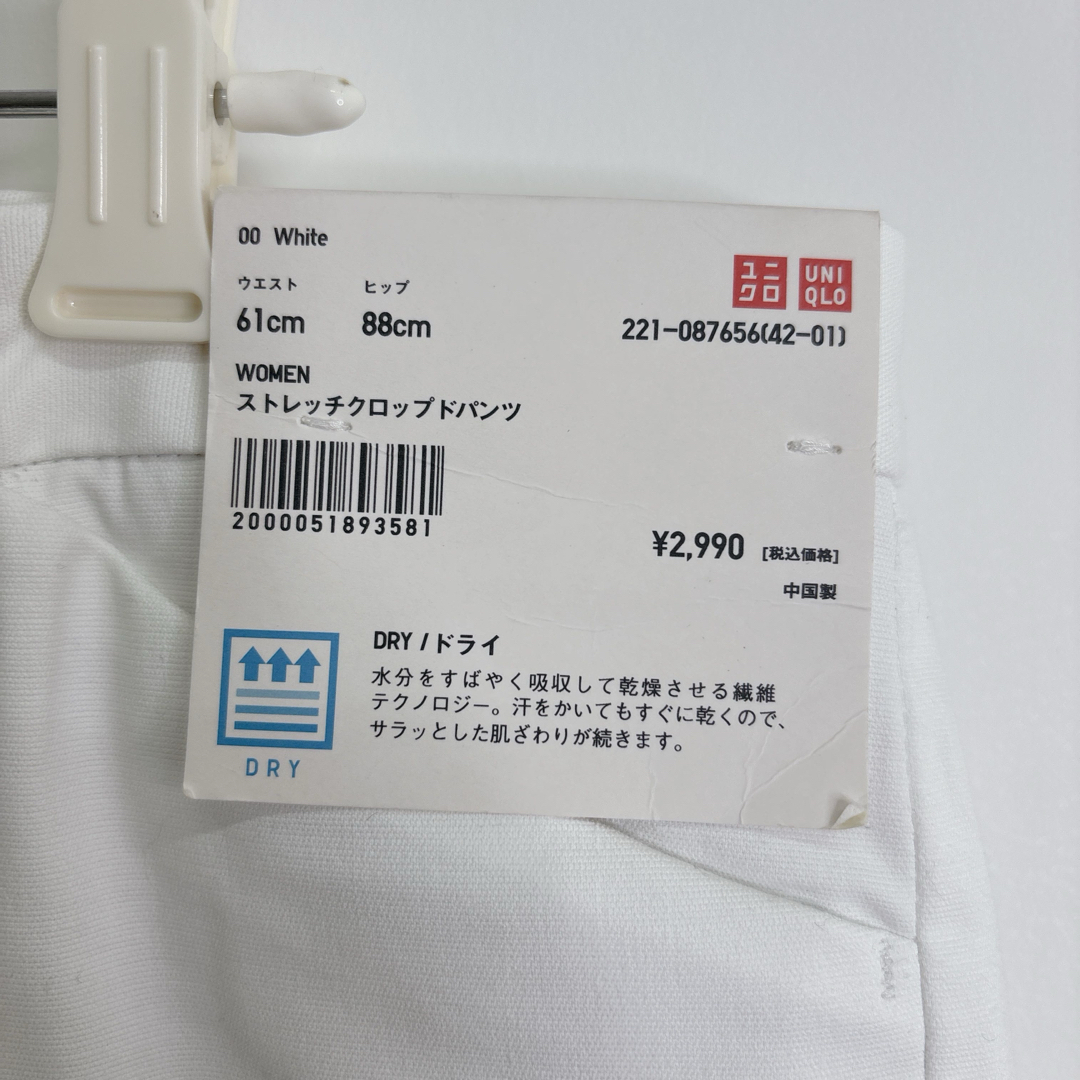 00 White
ユニクロ UNIQLO
ウエスト ヒップ
61cm 88cm
221-087656(42-01)
WOMEN
ストレッチクロップドパンツ
2000051893581
¥2,990 [税込価格]
中国製
DRY /ドライ
水分をすばやく吸収して乾燥させる繊維
テクノロジー。汗をかいてもすぐに乾くので、
サラッとした肌ざわりが続きます。
DRY